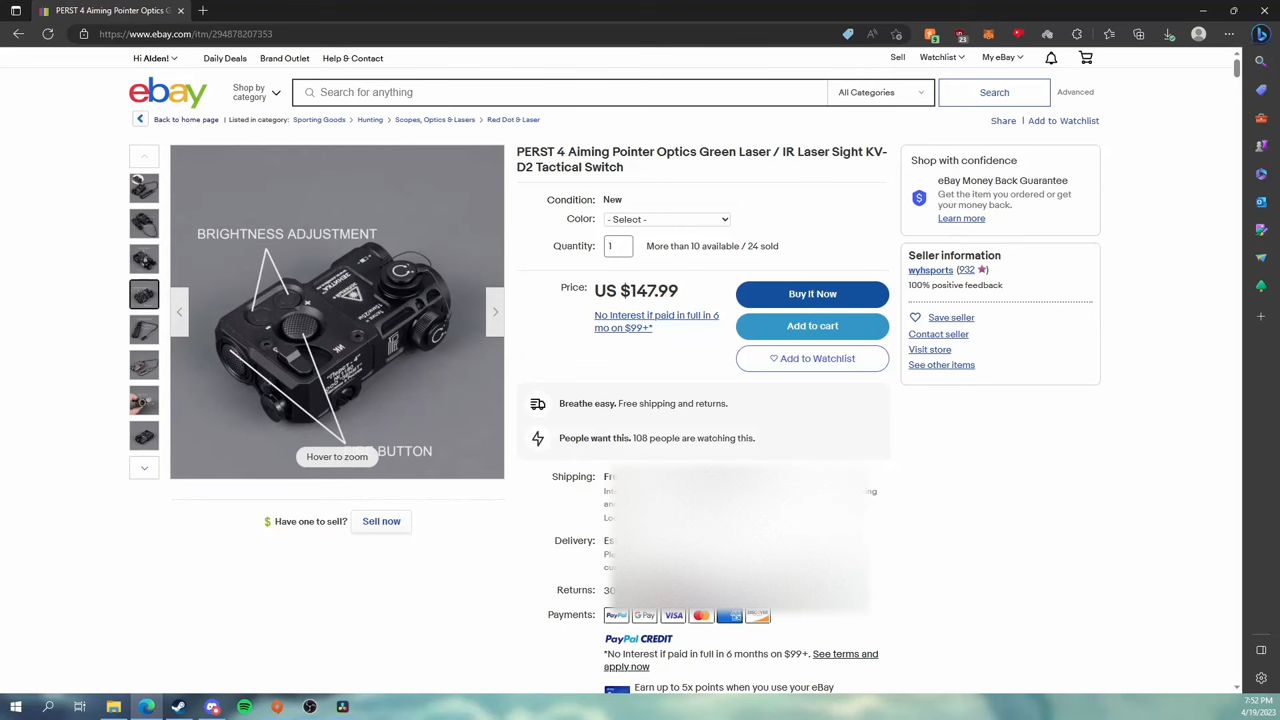 PERST 4 Aiming Pointer Optics G
https://www.ebay.com/itm/294878207353
Hi Alden!
Daily Deals
Brand Outlet
Help & Contact
Sell
Watchlist
My eBay
ebay
Shop by
category
Search for anything
All Categories
Search
Advanced
Back to home page
Listed in category:
Sporting Goods
Hunting
Scopes, Optics & Lasers
Red Dot & Laser
Share
Add to Watchlist
BRIGHTNESS ADJUSTMENT
BUTTON
Hover to zoom
Have one to sell?
Sell now
PERST 4 Aiming Pointer Optics Green Laser / IR Laser Sight KV-
D2 Tactical Switch
Condition: New
Color: - Select -
Quantity: 1 More than 10 available / 24 sold
Price: US $147.99
No Interest if paid in full in 6
mo on $99+*
Buy It Now
Add to cart
Add to Watchlist
Breathe easy. Free shipping and returns.
People want this. 108 people are watching this.
Shipping:
Delivery:
Returns: 30
Payments: PayPal G Pay VISA DISCOVER
PayPal CREDIT
*No Interest if paid in full in 6 months on $99+. See terms and
apply now
Earn up to 5x points when you use your eBay
Shop with confidence
eBay Money Back Guarantee
Get the item you ordered or get
your money back.
Learn more
Seller information
wyhsports (932)
100% positive feedback
Save seller
Contact seller
Visit store
See other items
7:52 PM
4/19/2023